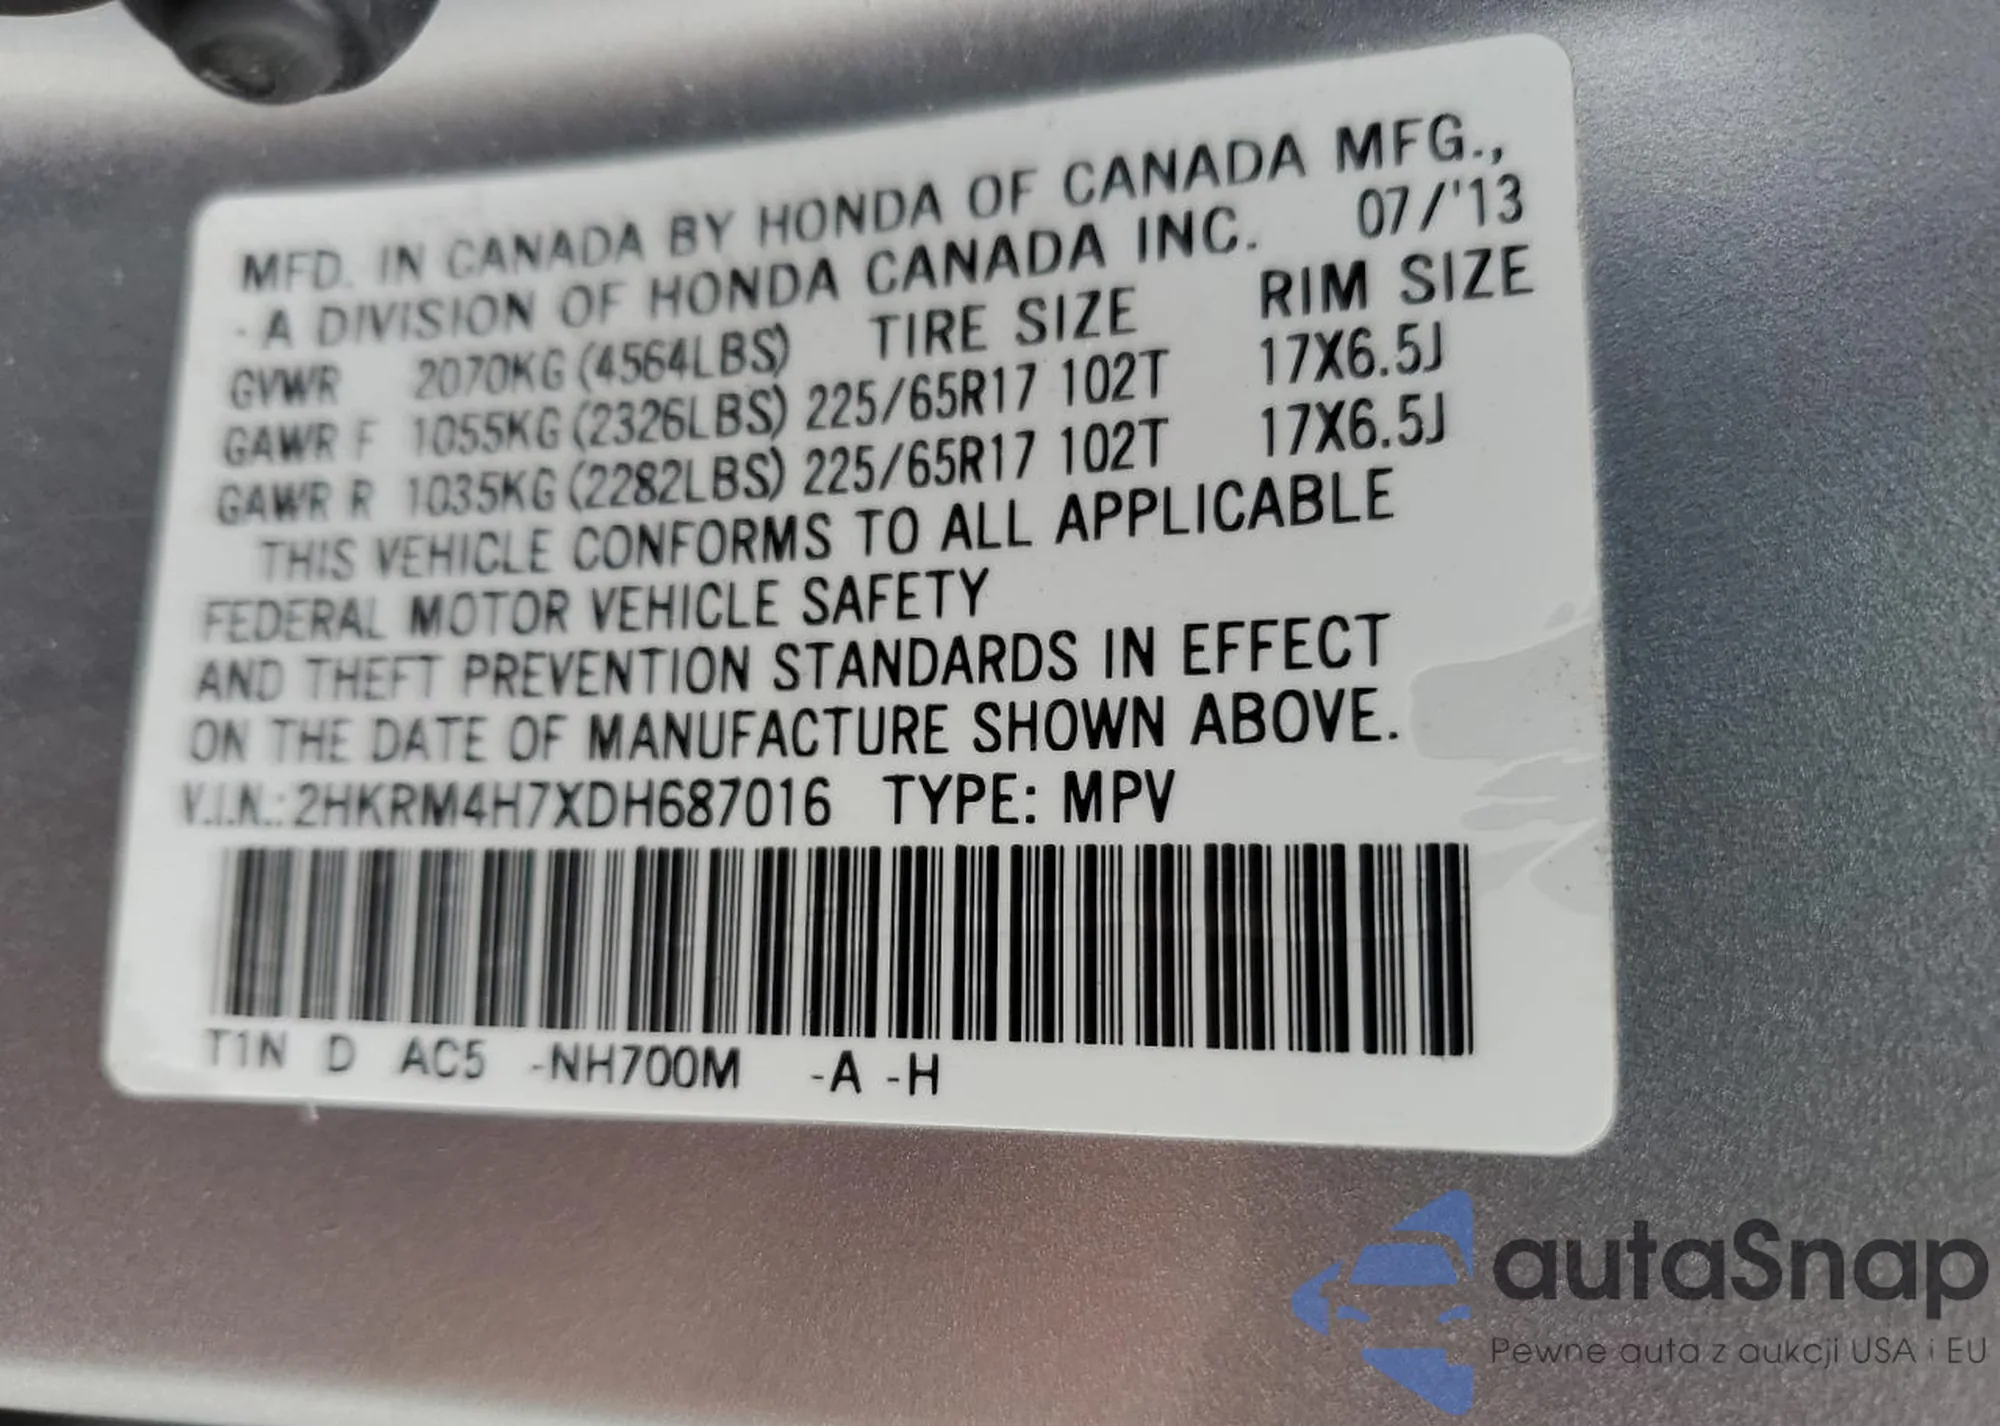 MFD. IN CANADA BY HONDA OF CANADA MFG.,
- A DIVISION OF HONDA CANADA INC. 07/'13
GVWR 2070KG (4564LBS) TIRE SIZE RIM SIZE
GAWR F 1055KG (2326LBS) 225/65R17 102T 17X6.5J
GAWR R 1035KG (2282LBS) 225/65R17 102T 17X6.5J
THIS VEHICLE CONFORMS TO ALL APPLICABLE
FEDERAL MOTOR VEHICLE SAFETY
AND THEFT PREVENTION STANDARDS IN EFFECT
ON THE DATE OF MANUFACTURE SHOWN ABOVE.
V.I.N.: 2HKRM4H7XDH687016 TYPE: MPV
T1N D AC5 -NH700M -A -H
autaSnap
Pewne auta z aukcji USA i EU